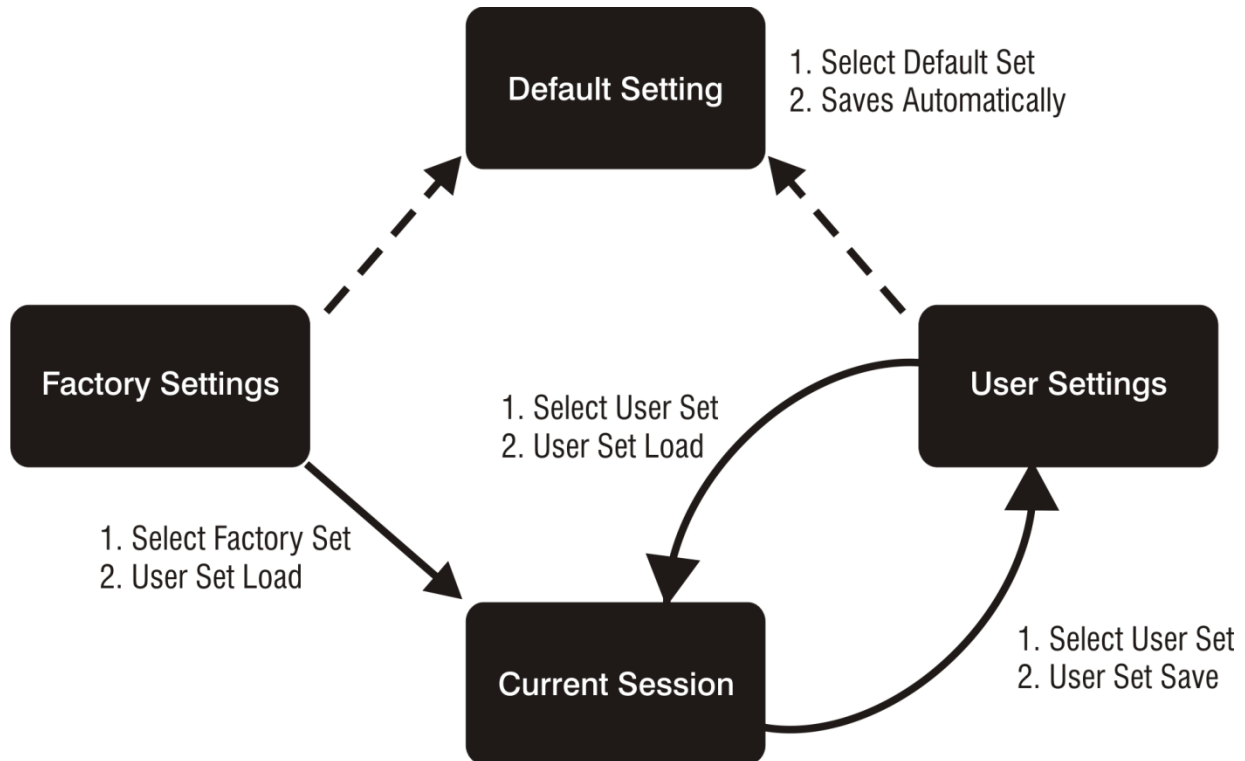 Default Setting
1. Select Default Set
2. Saves Automatically
Factory Settings
User Settings
1. Select User Set
2. User Set Load
1. Select Factory Set
2. User Set Load
Current Session
1. Select User Set
2. User Set Save